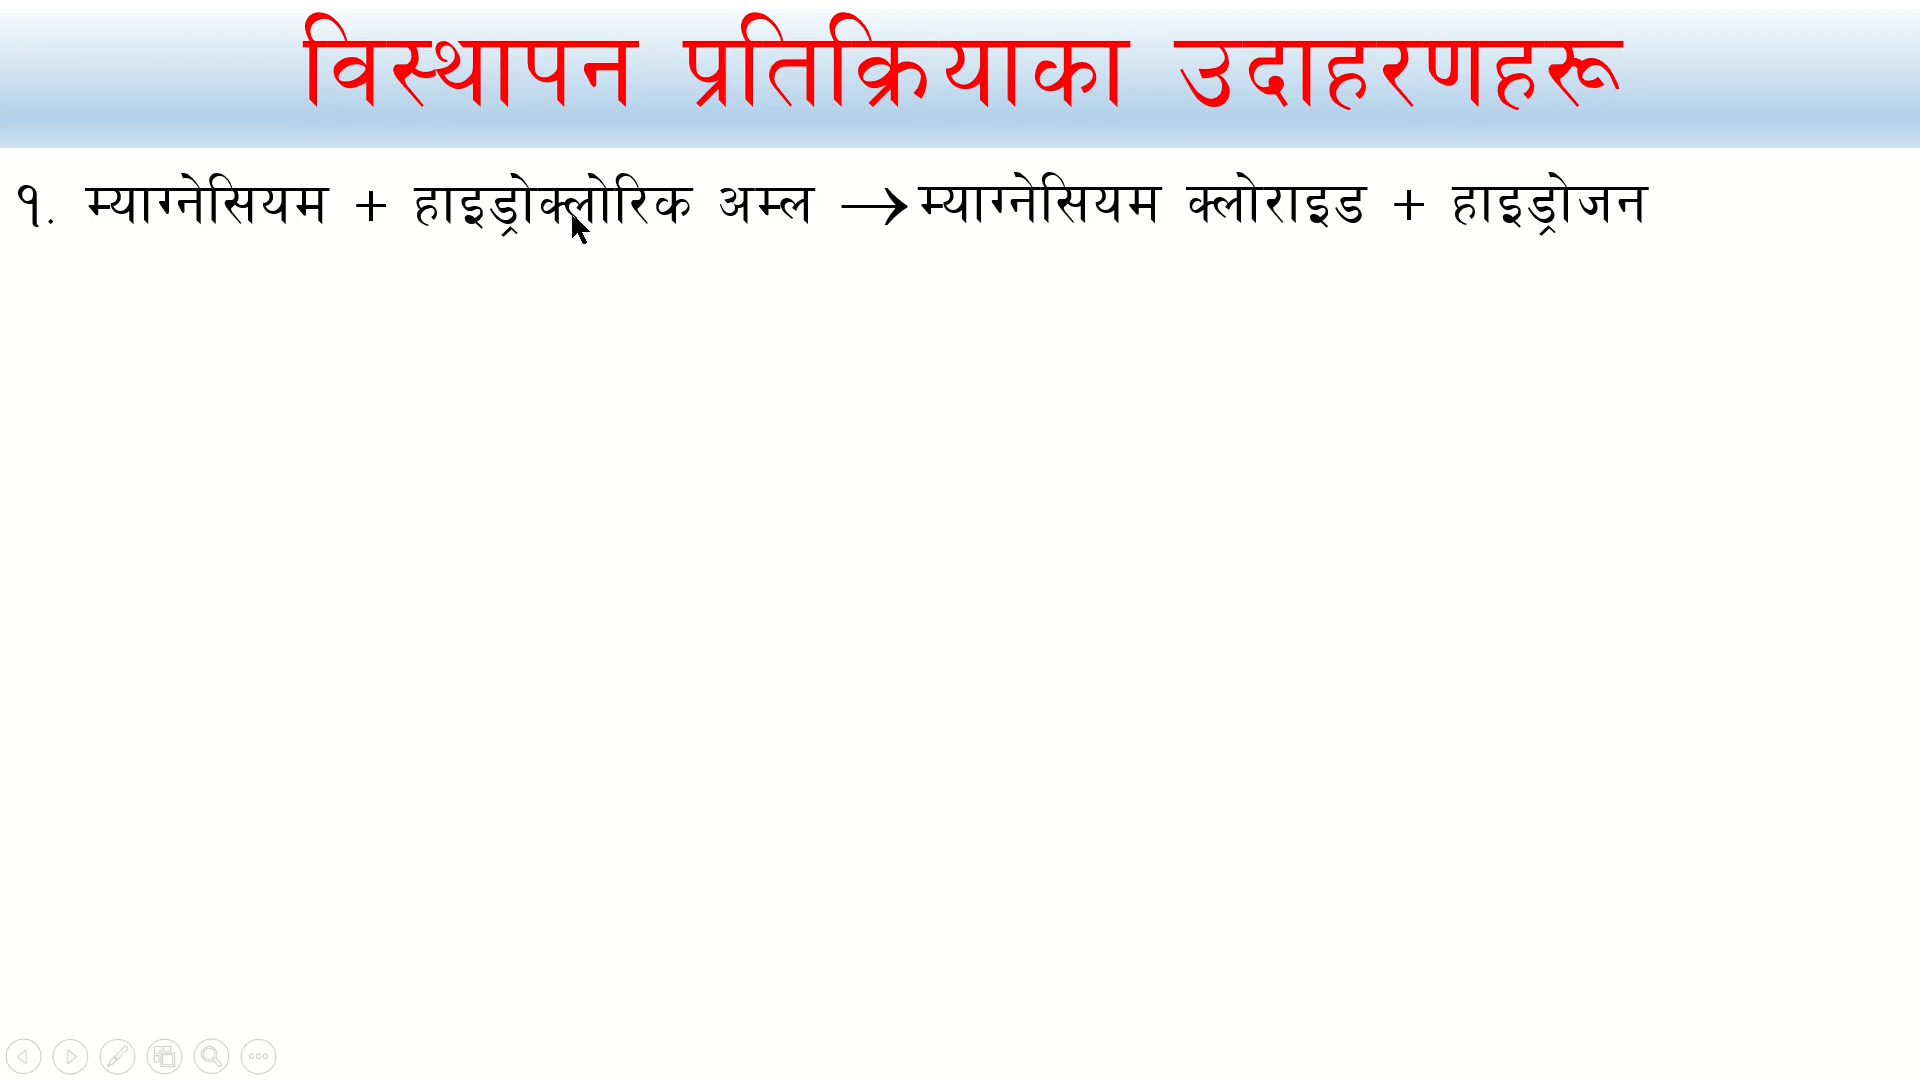 विस्थापन प्रतिक्रियाका उदाहरणहरू
१. म्याग्नेसियम + हाइड्रोक्लोरिक अम्ल → म्याग्नेसियम क्लोराइड + हाइड्रोजन